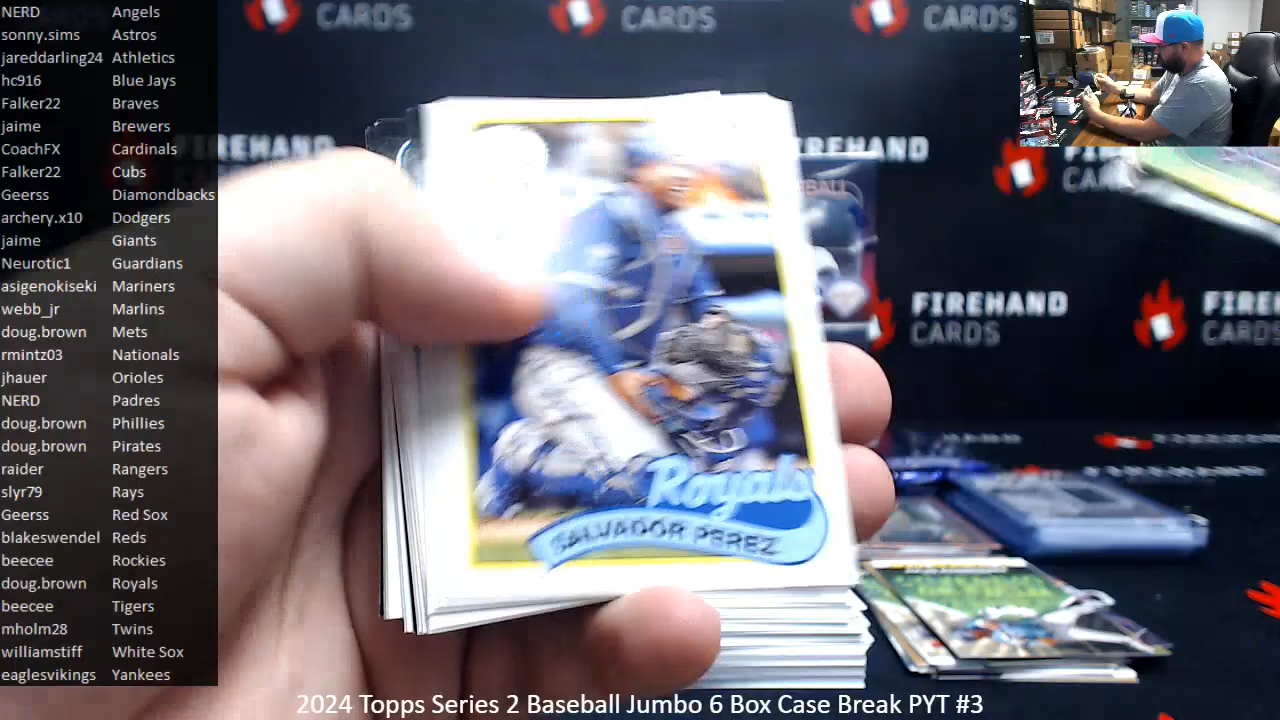 NERD Angels
sonny.sims Astros
jareddarling24 Athletics
hc916 Blue Jays
Falker22 Braves
jaime Brewers
CoachFX Cardinals
Falker22 Cubs
Geerss Diamondbacks
archery.x10 Dodgers
jaime Giants
Neurotic1 Guardians
asigenokiseki Mariners
webb_jr Marlins
doug.brown Mets
rmintz03 Nationals
jhauer Orioles
NERD Padres
doug.brown Phillies
doug.brown Pirates
raider Rangers
slyr79 Rays
Geerss Red Sox
blakeswendel Reds
beecee Rockies
doug.brown Royals
beecee Tigers
mholm28 Twins
williamstiff White Sox
eaglesvikings Yankees
CARDS
CARDS
CARDS
FIREHAND
FIREHAND
FIREHAND
CARDS
FIREHAND
CARDS
Royals
SALVADOR PEREZ
2024 Topps Series 2 Baseball Jumbo 6 Box Case Break PYT #3